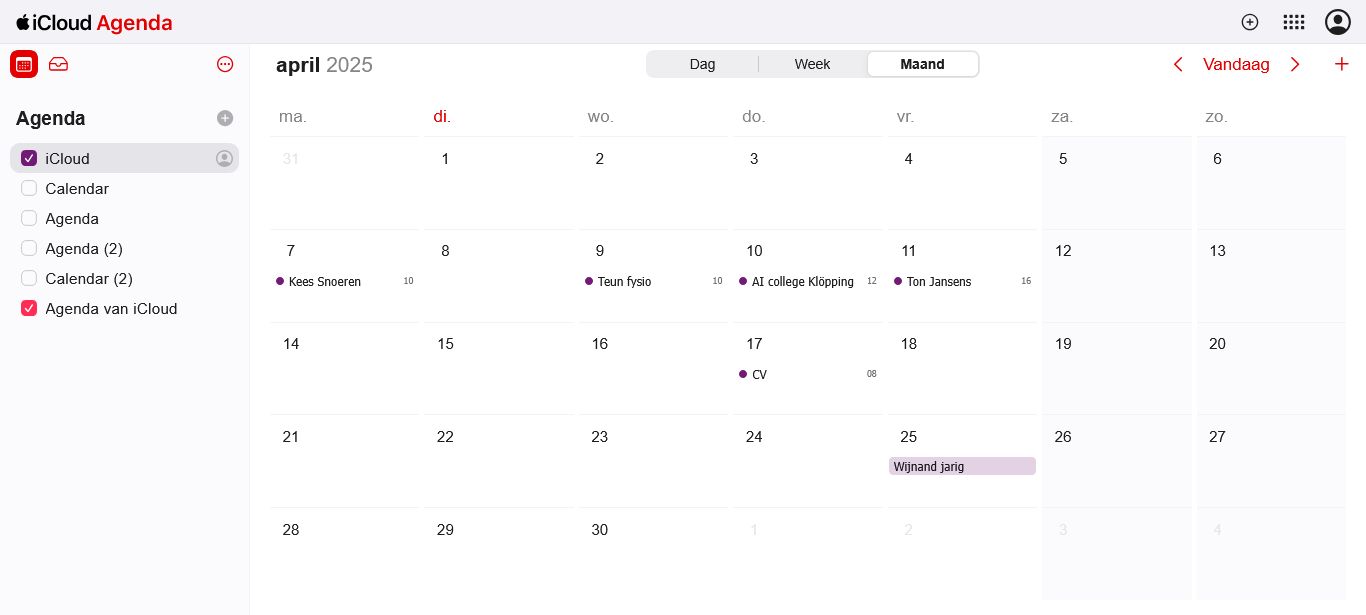 iCloud Agenda
april 2025
Dag Week Maand
Vandaag
Agenda
iCloud
Calendar
Agenda
Agenda (2)
Calendar (2)
Agenda van iCloud
ma. di. wo. do. vr. za. zo.
31 1 2 3 4 5 6
7 8 9 10 11 12 13
Kees Snoeren 10 Teun fysio 10 AI college Klöpping 12 Ton Jansens 16
14 15 16 17 18 19 20
CV 08
21 22 23 24 25 26 27
Wijnand jarig
28 29 30 1 2 3 4